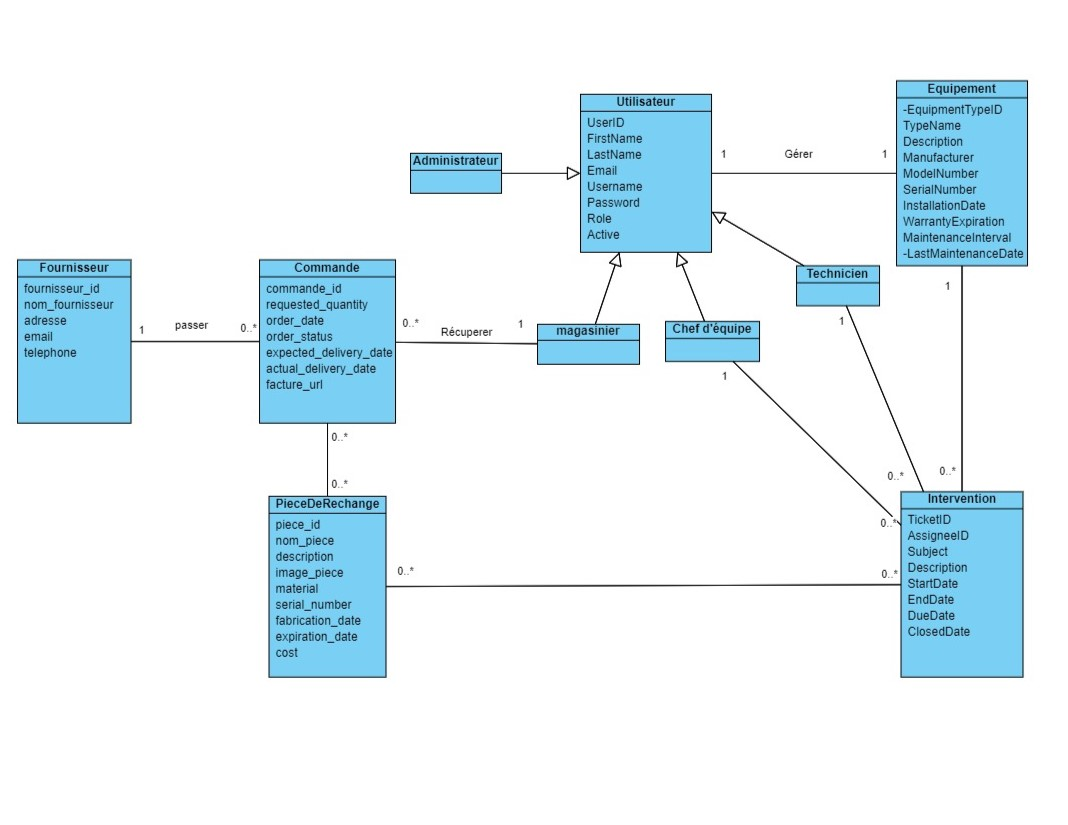 Utilisateur
UserID
FirstName
LastName
Email
Username
Password
Role
Active
Equipement
-EquipmentTypeID
TypeName
Description
Manufacturer
ModelNumber
SerialNumber
InstallationDate
WarrantyExpiration
MaintenanceInterval
-LastMaintenanceDate
1
Gérer
1
Administrateur
Fournisseur
fournisseur_id
nom_fournisseur
adresse
email
telephone
1
passer
0..*
Commande
commande_id
requested_quantity
order_date
order_status
expected_delivery_date
actual_delivery_date
facture_url
0..*
Récuperer
1
magasinier
Chef d'équipe
1
Technicien
1
1
0..*
0..*
PieceDeRechange
piece_id
nom_piece
description
image_piece
material
serial_number
fabrication_date
expiration_date
cost
0..*
0..*
0..*
0..*
0..*
Intervention
TicketID
AssigneeID
Subject
Description
StartDate
EndDate
DueDate
ClosedDate